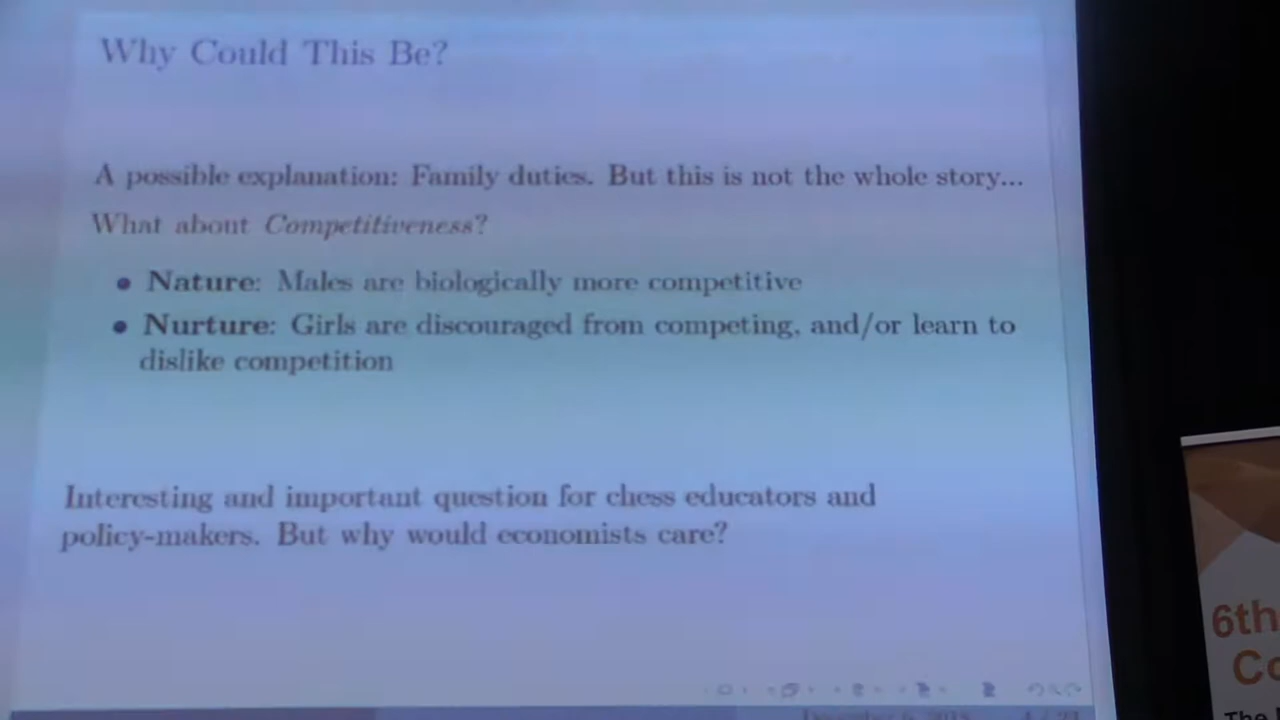 Why Could This Be?
A possible explanation: Family duties. But this is not the whole story...
What about Competitiveness?
• Nature: Males are biologically more competitive
• Nurture: Girls are discouraged from competing, and/or learn to
dislike competition
Interesting and important question for chess educators and
policy-makers. But why would economists care?
6th
Co
The